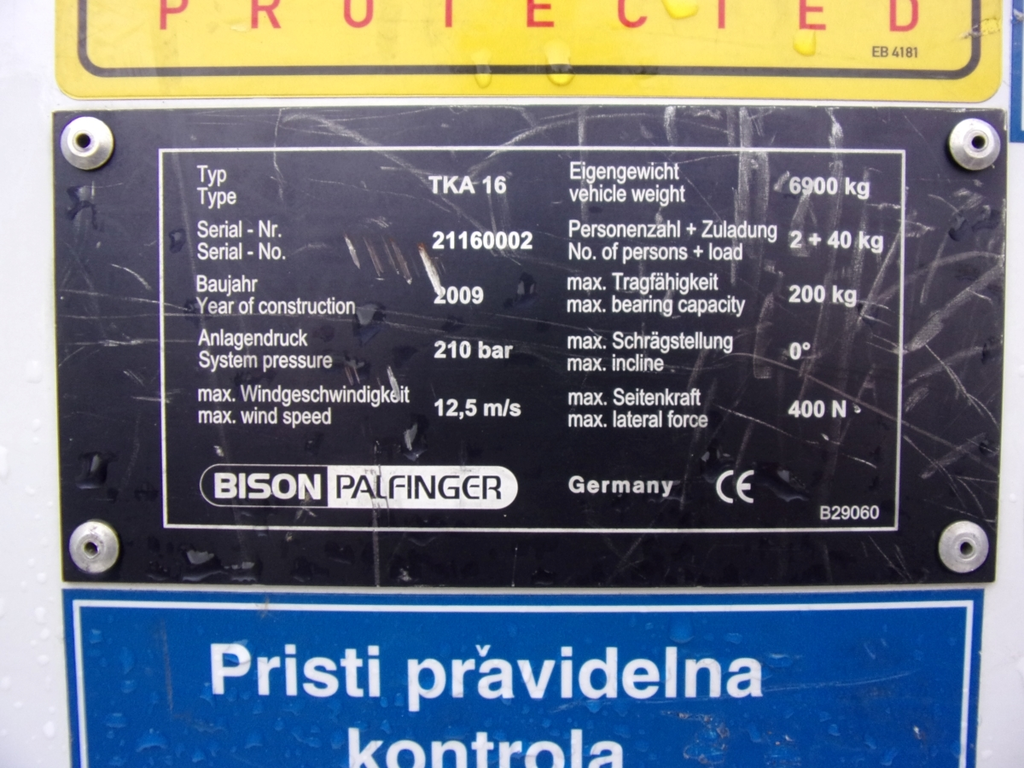 PROTECTED
EB 4181
Typ
Type
TKA 16
Serial - Nr.
Serial - No.
21160002
Baujahr
Year of construction
2009
Anlagendruck
System pressure
210 bar
max. Windgeschwindigkeit
max. wind speed
12,5 m/s
Eigengewicht
vehicle weight
6900 kg
Personenzahl + Zuladung
No. of persons + load
2 + 40 kg
max. Tragfähigkeit
max. bearing capacity
200 kg
max. Schrägstellung
max. incline
0°
max. Seitenkraft
max. lateral force
400 N
BISON PALFINGER
Germany CE
B29060
Pristi prǎvidelna
kontrola